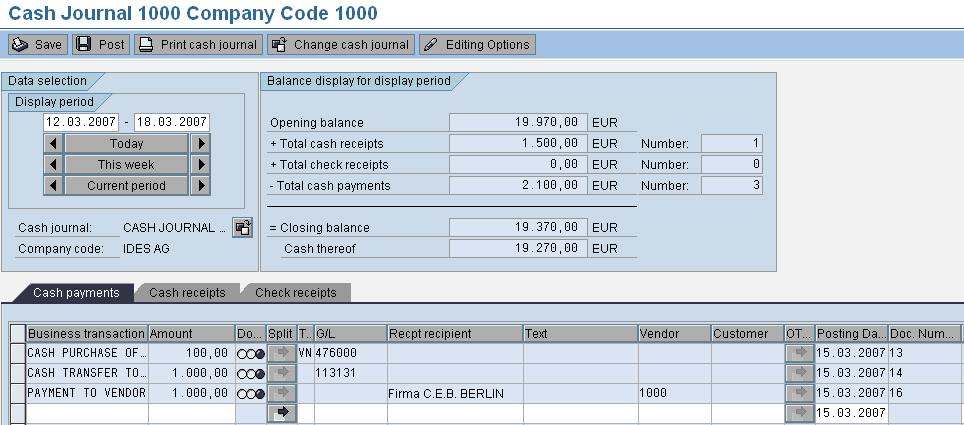 Cash Journal 1000 Company Code 1000
Save Post Print cash journal Change cash journal Editing Options
Data selection
Display period
12.03.2007 - 18.03.2007
Today
This week
Current period
Cash journal: CASH JOURNAL ...
Company code: IDES AG
Balance display for display period
Opening balance 19.970,00 EUR
+ Total cash receipts 1.500,00 EUR Number: 1
+ Total check receipts 0,00 EUR Number: 0
- Total cash payments 2.100,00 EUR Number: 3
= Closing balance 19.370,00 EUR
Cash thereof 19.270,00 EUR
Cash payments Cash receipts Check receipts
Business transaction Amount Do... Split T.. G/L Recpt recipient Text Vendor Customer OT... Posting Da... Doc. Num...
CASH PURCHASE OF... 100,00 VN 476000 15.03.2007 13
CASH TRANSFER TO... 1.000,00 113131 15.03.2007 14
PAYMENT TO VENDOR 1.000,00 Firma C.E.B. BERLIN 1000 15.03.2007 16
15.03.2007